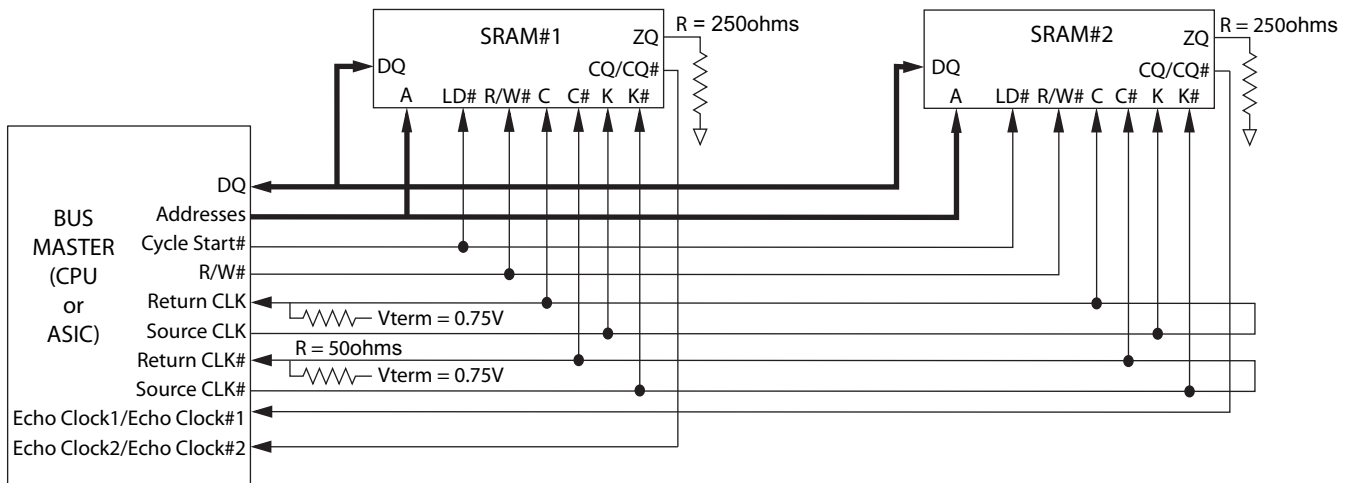 SRAM#1
ZQ
R = 250ohms
CQ/CQ#
DQ
A LD# R/W# C C# K K#
SRAM#2
ZQ
R = 250ohms
CQ/CQ#
DQ
A LD# R/W# C C# K K#
BUS
MASTER
(CPU
or
ASIC)
DQ
Addresses
Cycle Start#
R/W#
Return CLK
Vterm = 0.75V
Source CLK
R = 50ohms
Return CLK#
Vterm = 0.75V
Source CLK#
Echo Clock1/Echo Clock#1
Echo Clock2/Echo Clock#2